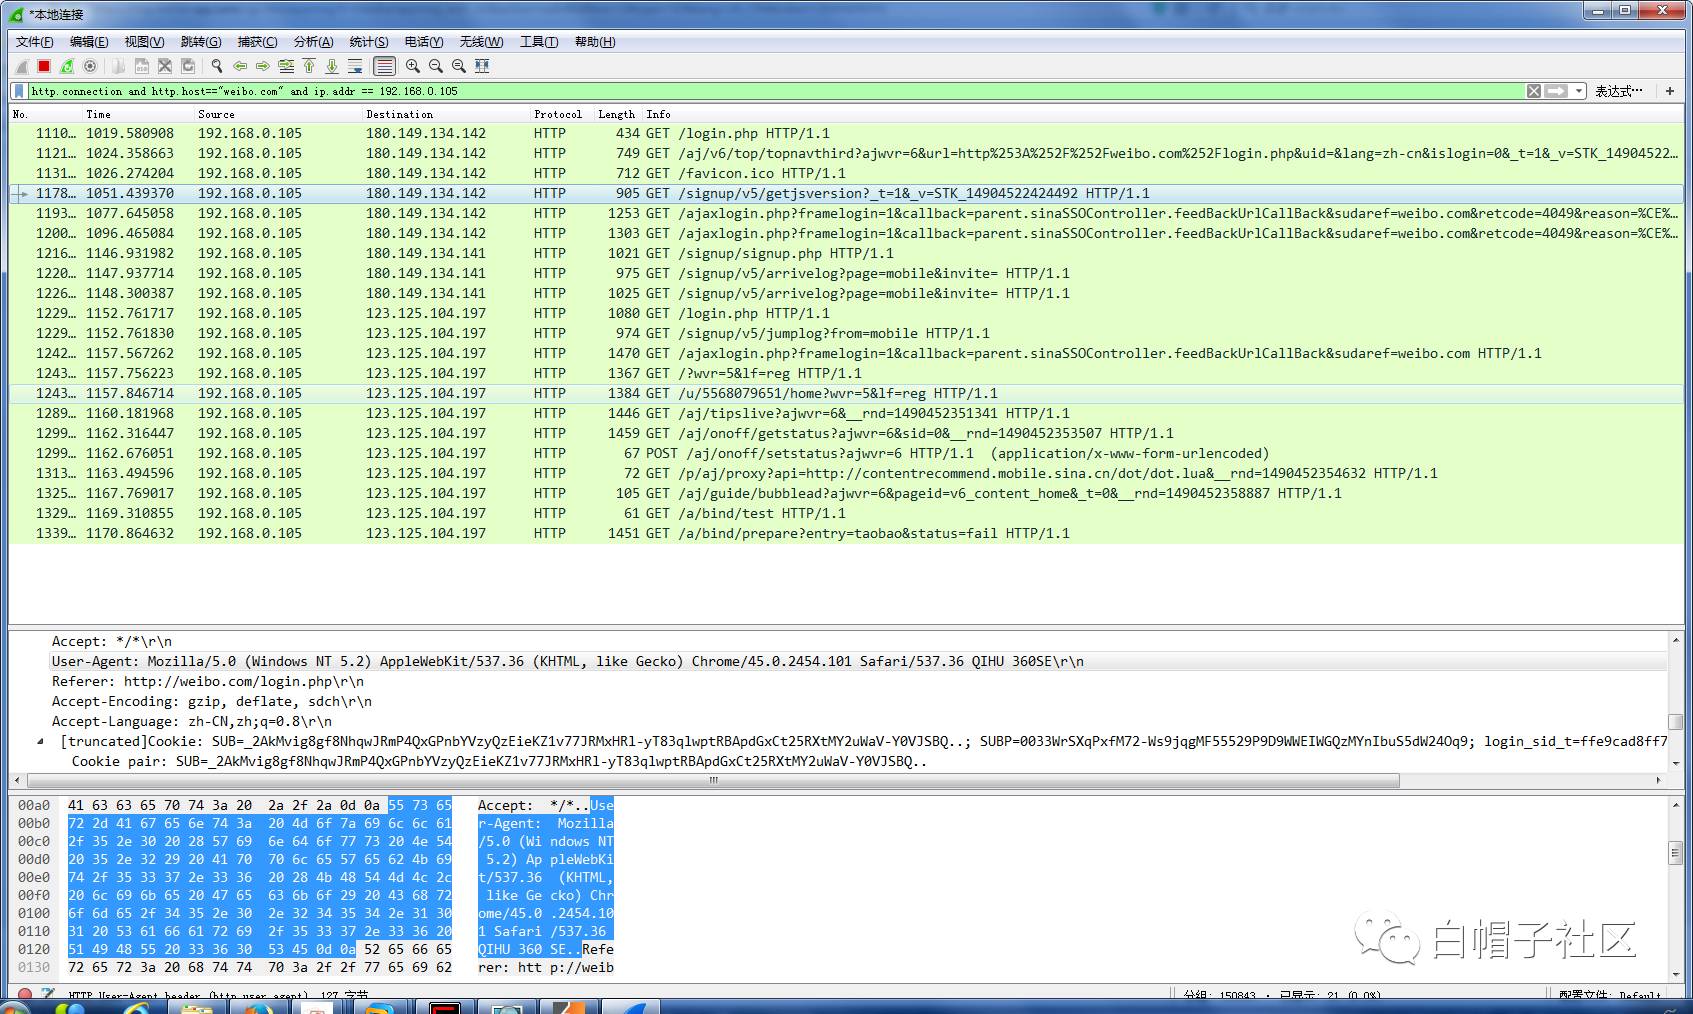 *本地连接
文件(F) 编辑(E) 视图(V) 跳转(G) 捕获(C) 分析(A) 统计(S) 电话(Y) 无线(W) 工具(T) 帮助(H)
http.connection and http.host=="weibo.com" and ip.addr == 192.168.0.105 表达式… +
No. Time Source Destination Protocol Length Info
1110… 1019.580908 192.168.0.105 180.149.134.142 HTTP 434 GET /login.php HTTP/1.1
1121… 1024.358663 192.168.0.105 180.149.134.142 HTTP 749 GET /aj/v6/top/topnavthird?ajwvr=6&url=http%253A%252F%252Fweibo.com%252Flogin.php&uid=&lang=zh-cn&islogin=0&_t=1&_v=STK_14904522…
1131… 1026.274204 192.168.0.105 180.149.134.142 HTTP 712 GET /favicon.ico HTTP/1.1
1178… 1051.439370 192.168.0.105 180.149.134.142 HTTP 905 GET /signup/v5/getjsversion?_t=1&_v=STK_14904522424492 HTTP/1.1
1193… 1077.645058 192.168.0.105 180.149.134.142 HTTP 1253 GET /ajaxlogin.php?framelogin=1&callback=parent.sinaSSOController.feedBackUrlCallBack&sudaref=weibo.com&retcode=4049&reason=%CE%…
1200… 1096.465084 192.168.0.105 180.149.134.142 HTTP 1303 GET /ajaxlogin.php?framelogin=1&callback=parent.sinaSSOController.feedBackUrlCallBack&sudaref=weibo.com&retcode=4049&reason=%CE%…
1216… 1146.931982 192.168.0.105 180.149.134.141 HTTP 1021 GET /signup/signup.php HTTP/1.1
1220… 1147.937714 192.168.0.105 180.149.134.141 HTTP 975 GET /signup/v5/arrivelog?page=mobile&invite= HTTP/1.1
1226… 1148.300387 192.168.0.105 180.149.134.141 HTTP 1025 GET /signup/v5/arrivelog?page=mobile&invite= HTTP/1.1
1229… 1152.761717 192.168.0.105 123.125.104.197 HTTP 1080 GET /login.php HTTP/1.1
1229… 1152.761830 192.168.0.105 123.125.104.197 HTTP 974 GET /signup/v5/jumplog?from=mobile HTTP/1.1
1242… 1157.567262 192.168.0.105 123.125.104.197 HTTP 1470 GET /ajaxlogin.php?framelogin=1&callback=parent.sinaSSOController.feedBackUrlCallBack&sudaref=weibo.com HTTP/1.1
1243… 1157.756223 192.168.0.105 123.125.104.197 HTTP 1367 GET /?wvr=5&lf=reg HTTP/1.1
1243… 1157.846714 192.168.0.105 123.125.104.197 HTTP 1384 GET /u/5568079651/home?wvr=5&lf=reg HTTP/1.1
1289… 1160.181968 192.168.0.105 123.125.104.197 HTTP 1446 GET /aj/tipslive?ajwvr=6&__rnd=1490452351341 HTTP/1.1
1299… 1162.316447 192.168.0.105 123.125.104.197 HTTP 1459 GET /aj/onoff/getstatus?ajwvr=6&sid=0&__rnd=1490452353507 HTTP/1.1
1299… 1162.676051 192.168.0.105 123.125.104.197 HTTP 67 POST /aj/onoff/setstatus?ajwvr=6 HTTP/1.1 (application/x-www-form-urlencoded)
1313… 1163.494596 192.168.0.105 123.125.104.197 HTTP 72 GET /p/aj/proxy?api=http://contentrecommend.mobile.sina.cn/dot/dot.lua&__rnd=1490452354632 HTTP/1.1
1325… 1167.769017 192.168.0.105 123.125.104.197 HTTP 105 GET /aj/guide/bubblead?ajwvr=6&pageid=v6_content_home&_t=0&__rnd=1490452358887 HTTP/1.1
1329… 1169.310855 192.168.0.105 123.125.104.197 HTTP 61 GET /a/bind/test HTTP/1.1
1339… 1170.864632 192.168.0.105 123.125.104.197 HTTP 1451 GET /a/bind/prepare?entry=taobao&status=fail HTTP/1.1
Accept: */*\r\n
User-Agent: Mozilla/5.0 (Windows NT 5.2) AppleWebKit/537.36 (KHTML, like Gecko) Chrome/45.0.2454.101 Safari/537.36 QIHU 360SE\r\n
Referer: http://weibo.com/login.php\r\n
Accept-Encoding: gzip, deflate, sdch\r\n
Accept-Language: zh-CN,zh;q=0.8\r\n
[truncated]Cookie: SUB=_2AkMvig8gf8NhqwJRmP4QxGPnbYVzyQzEieKZ1v77JRMxHRl-yT83qlwptRBApdGxCt25RXtMY2uWaV-Y0VJSBQ..; SUBP=0033WrSXqPxfM72-Ws9jqgMF55529P9D9WWEIWGQzMYnIbuS5dW24Oq9; login_sid_t=ffe9cad8ff7
Cookie pair: SUB=_2AkMvig8gf8NhqwJRmP4QxGPnbYVzyQzEieKZ1v77JRMxHRl-yT83qlwptRBApdGxCt25RXtMY2uWaV-Y0VJSBQ..
00a0 41 63 63 65 70 74 3a 20 2a 2f 2a 0d 0a 55 73 65 Accept: */*..Use
00b0 72 2d 41 67 65 6e 74 3a 20 4d 6f 7a 69 6c 6c 61 r-Agent: Mozilla
00c0 2f 35 2e 30 20 28 57 69 6e 64 6f 77 73 20 4e 54 /5.0 (Wi ndows NT
00d0 20 35 2e 32 29 20 41 70 70 6c 65 57 65 62 4b 69 5.2) Ap pleWebKi
00e0 74 2f 35 33 37 2e 33 36 20 28 4b 48 54 4d 4c 2c t/537.36 (KHTML,
00f0 20 6c 69 6b 65 20 47 65 63 6b 6f 29 20 43 68 72 like Ge cko) Chr
0100 6f 6d 65 2f 34 35 2e 30 2e 32 34 35 34 2e 31 30 ome/45.0 .2454.10
0110 31 20 53 61 66 61 72 69 2f 35 33 37 2e 33 36 20 1 Safari /537.36
0120 51 49 48 55 20 33 36 30 53 45 0d 0a 52 65 66 65 QIHU 360 SE..Refe
0130 72 65 72 3a 20 68 74 74 70 3a 2f 2f 77 65 69 62 rer: htt p://weib
白帽子社区
HTTP User-Agent header (http.user_agent), 127 字节 分组: 150843 · 已显示: 21 (0.0%) 配置文件: Default